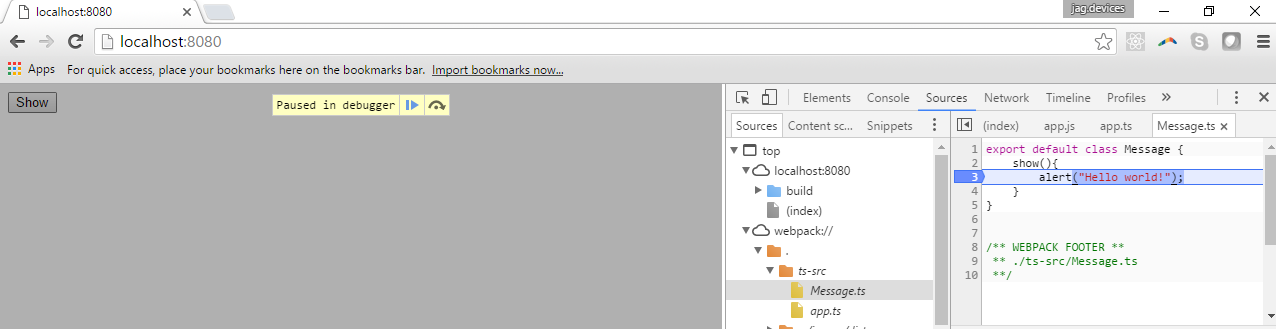 localhost:8080
jag.devices
localhost:8080
Apps For quick access, place your bookmarks here on the bookmarks bar. Import bookmarks now...
Show
Paused in debugger
Elements Console Sources Network Timeline Profiles »
Sources Content sc... Snippets
(index) app.js app.ts Message.ts ×
top
localhost:8080
build
(index)
webpack://
.
ts-src
Message.ts
app.ts
1 export default class Message {
2 show(){
3 alert("Hello world!");
4 }
5 }
6
7
8 /** WEBPACK FOOTER **
9 ** ./ts-src/Message.ts
10 **/